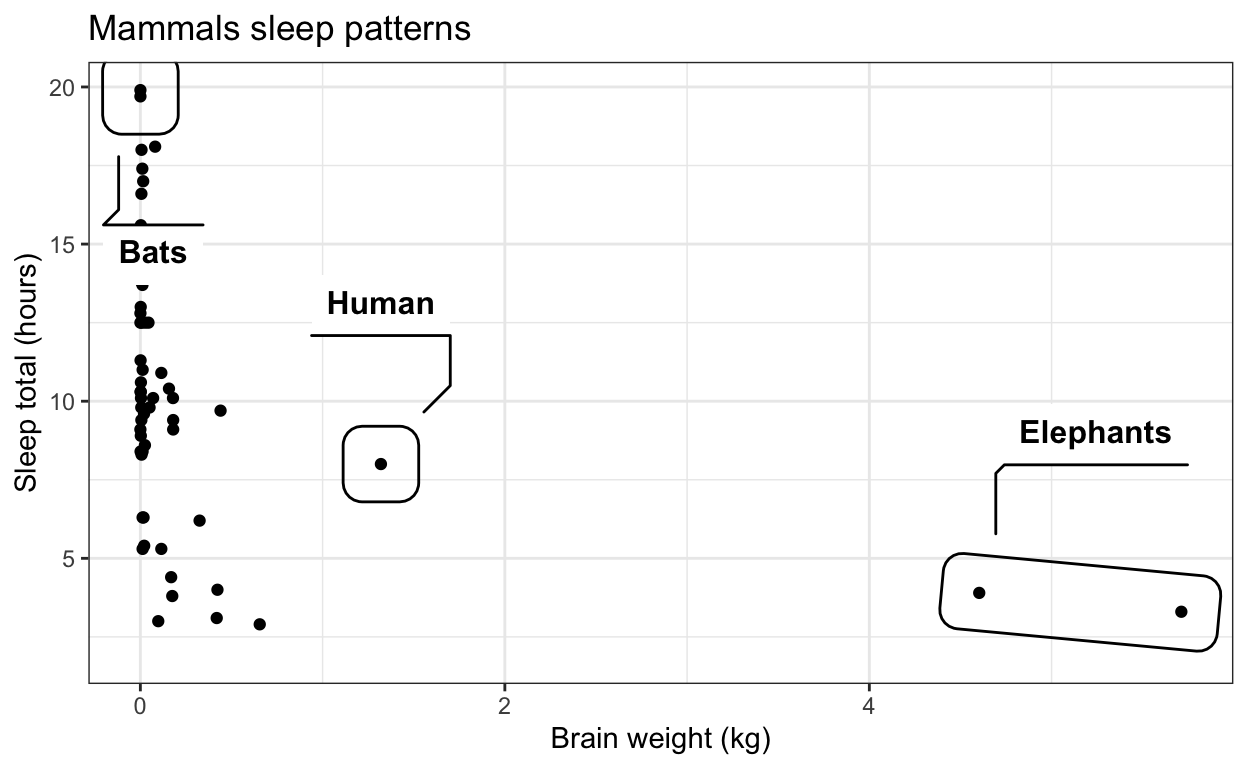 Mammals sleep patterns
20
15
10
5
Sleep total (hours)
Bats
Human
Elephants
0
2
4
Brain weight (kg)